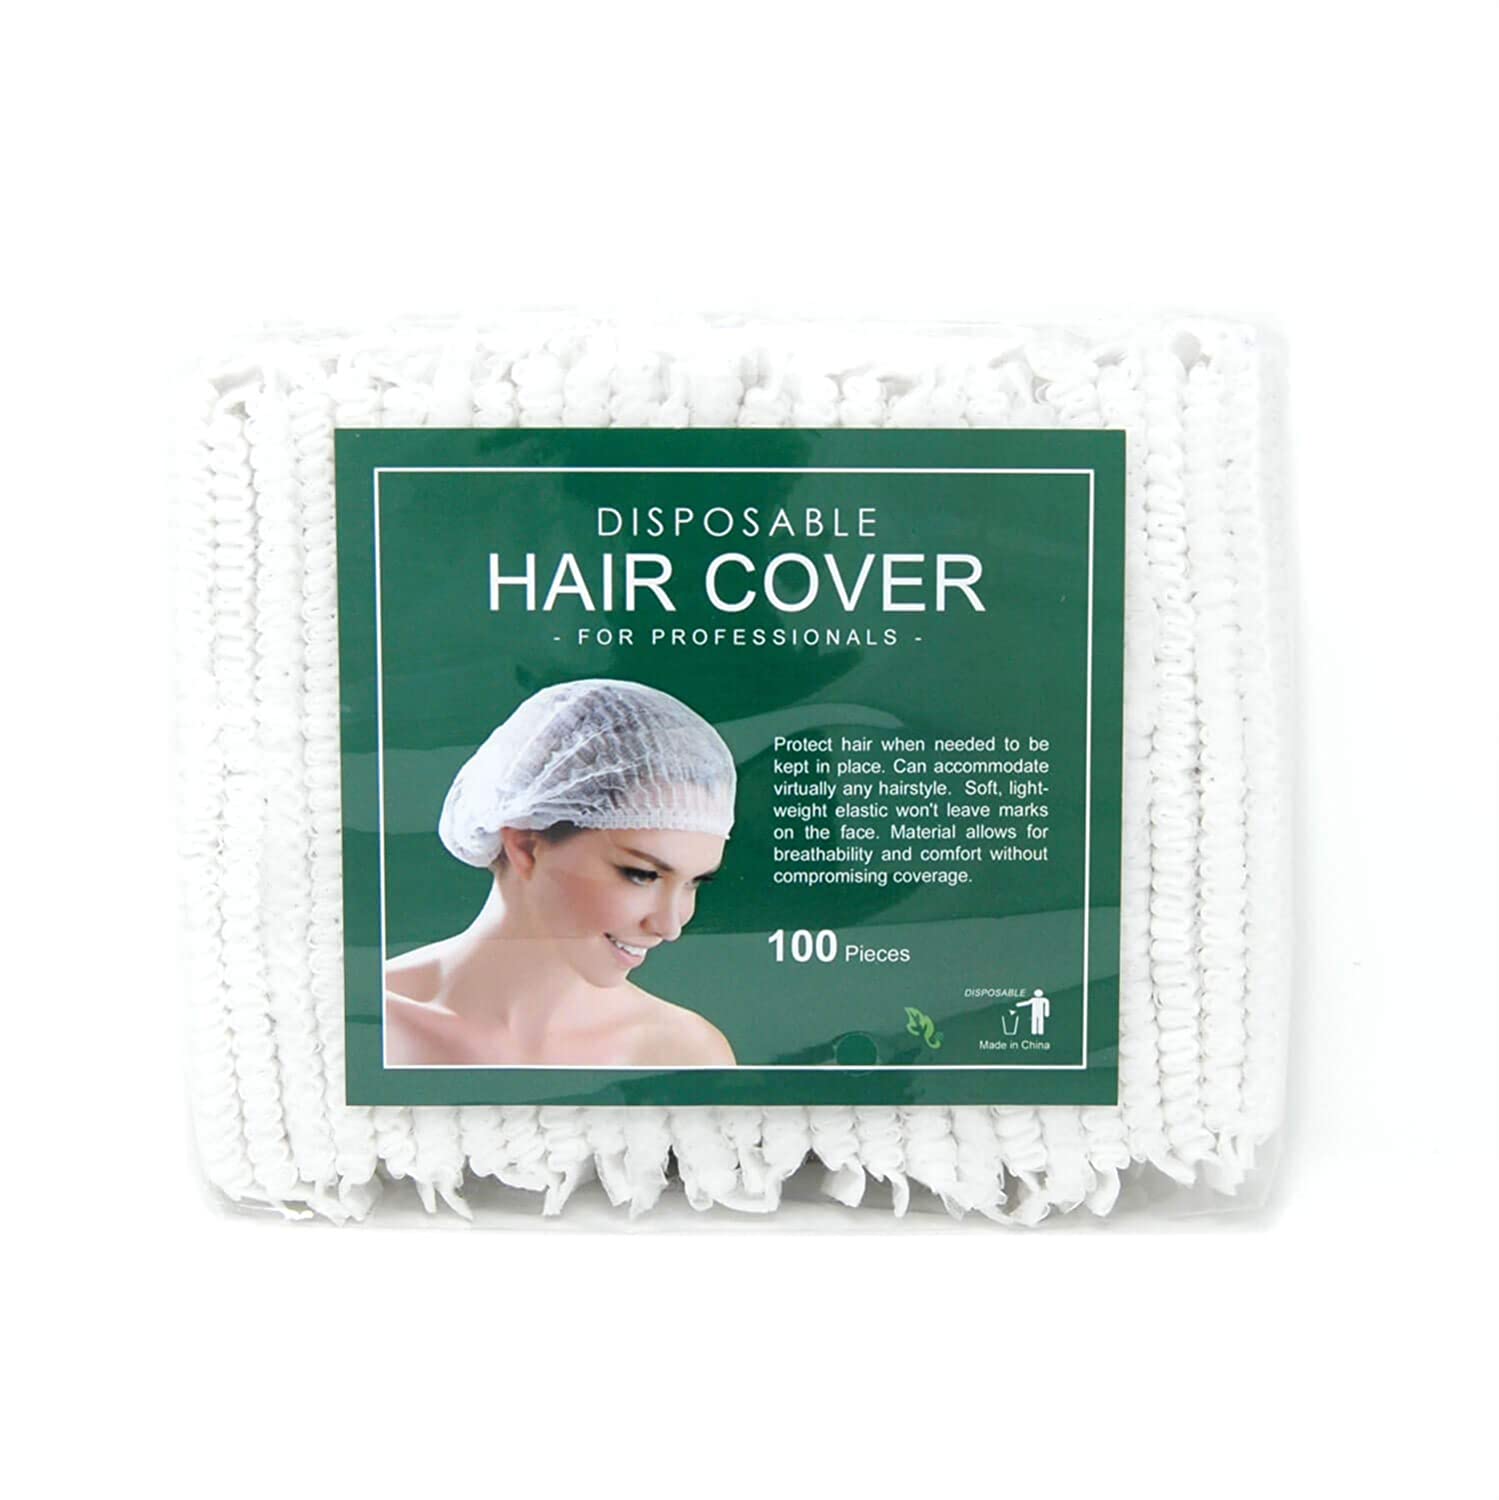 DISPOSABLE
HAIR COVER
- FOR PROFESSIONALS -
Protect hair when needed to be
kept in place. Can accommodate
virtually any hairstyle. Soft, light-
weight elastic won't leave marks
on the face. Material allows for
breathability and comfort without
compromising coverage.
100 Pieces
DISPOSABLE
Made in China